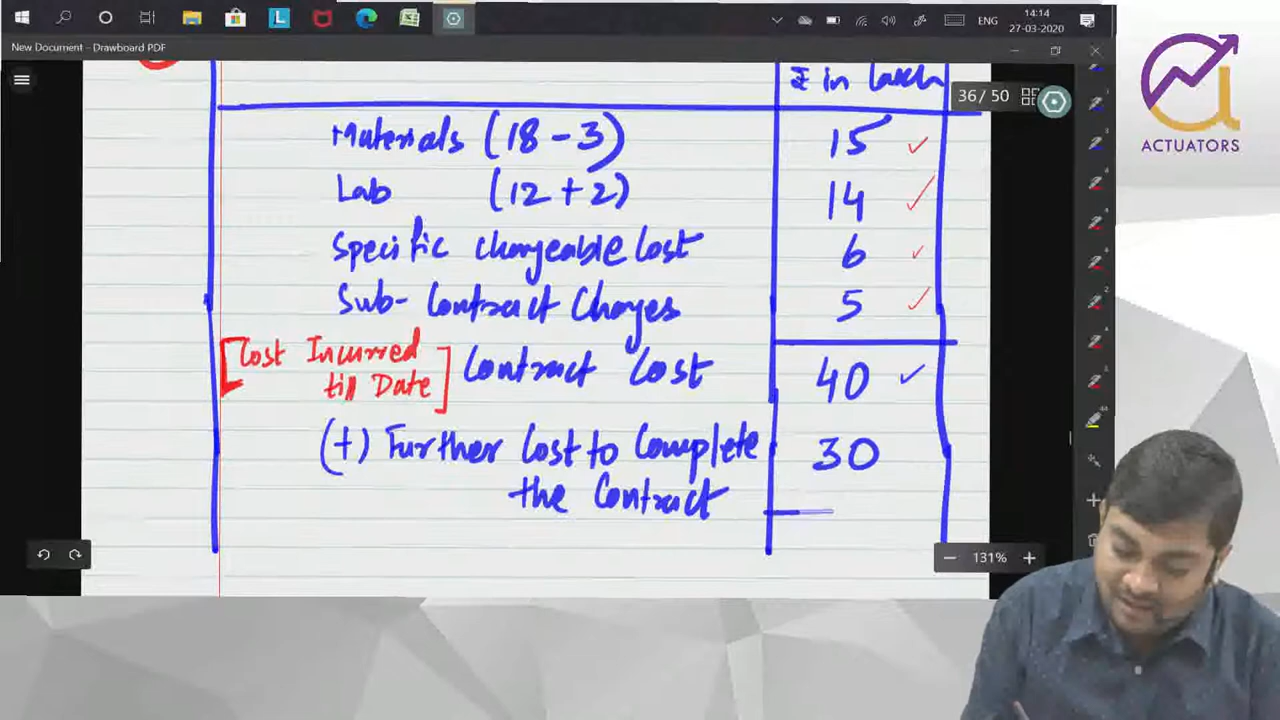 14:14
ENG
27-03-2020
New Document - Drawboard PDF
₹ in Lakh
36 / 50
ACTUATORS
Materials (18 - 3) 15
Lab (12 + 2) 14
Specific Chargeable Cost 6
Sub- Contract Charges 5
[Cost Incurred till Date] Contract Cost 40
(+) Further Cost to Complete 30
the Contract
131%